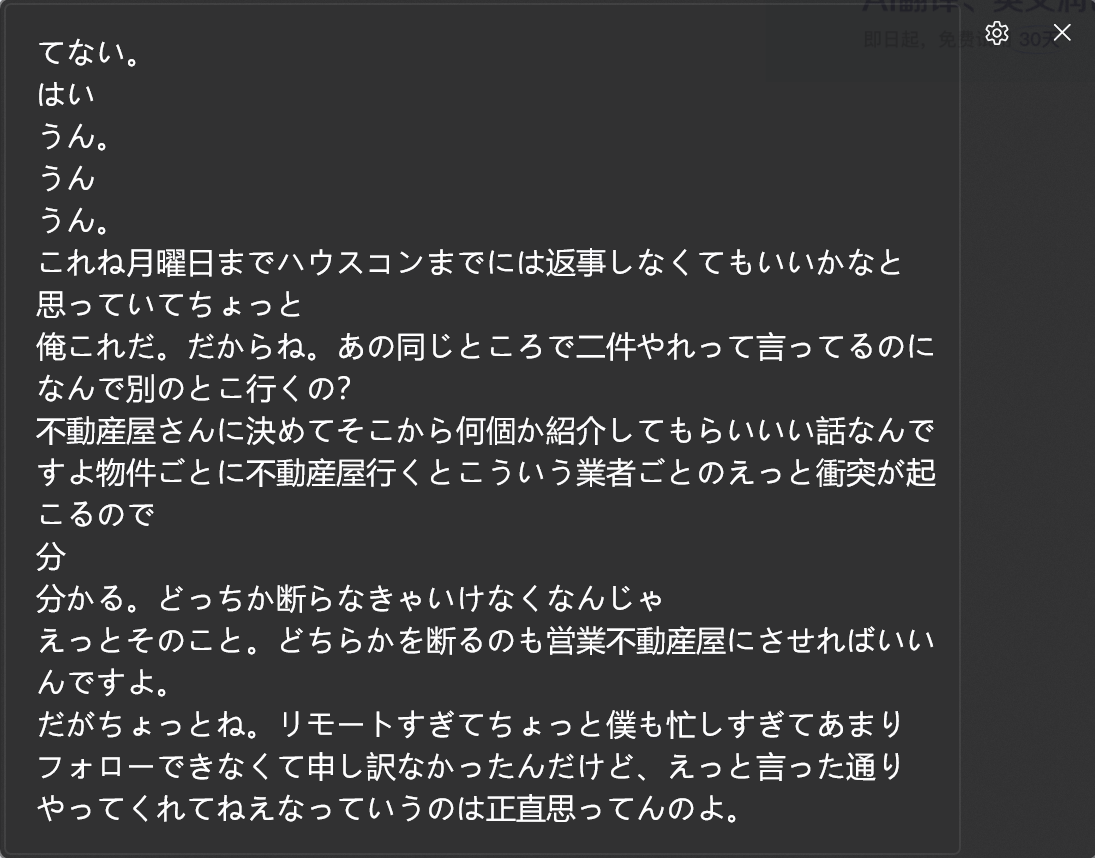 てない。
はい
うん。
うん
うん。
これね月曜日までハウスコンまでには返事しなくてもいいかなと
思っていてちょっと
俺これだ。だからね。あの同じところで二件やれって言ってるのに
なんで別のとこ行くの?
不動産屋さんに決めてそこから何個か紹介してもらいいい話なんで
すよ物件ごとに不動産屋行くとこういう業者ごとのえっと衝突が起
こるので
分
分かる。どっちか断らなきゃいけなくなんじゃ
えっとそのこと。どちらかを断るのも営業不動産屋にさせればいい
んですよ。
だがちょっとね。リモートすぎてちょっと僕も忙しすぎてあまり
フォローできなくて申し訳なかったんだけど、えっと言った通り
やってくれてねえなっていうのは正直思ってんのよ。